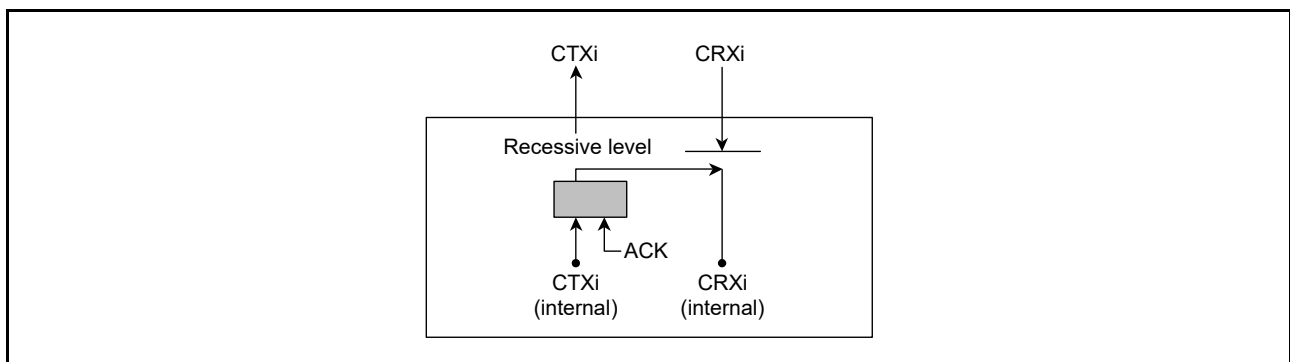 CTXi CRXi
Recessive level
ACK
CTXi CRXi
(internal) (internal)